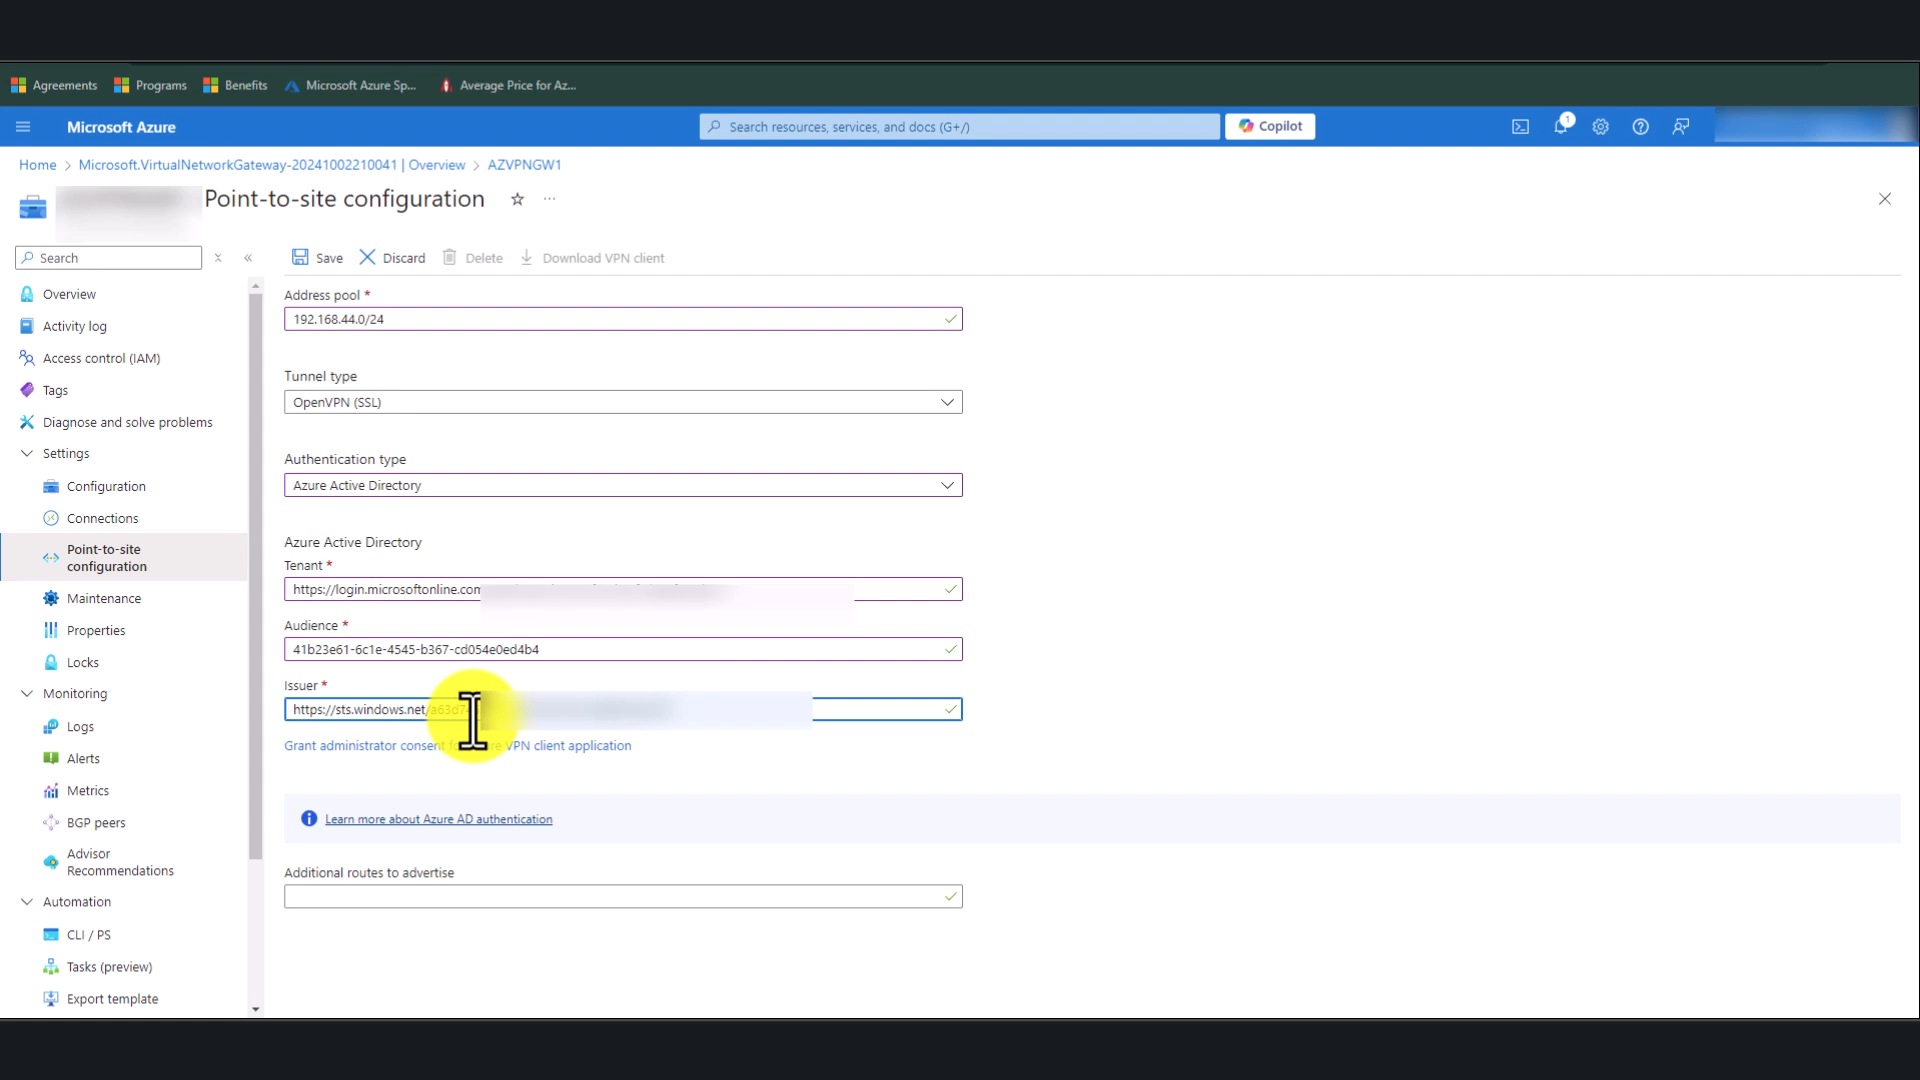 Agreements
Programs
Benefits
Microsoft Azure Sp...
Average Price for Az...
Microsoft Azure
Search resources, services, and docs (G+/)
Copilot
1
Home > Microsoft.VirtualNetworkGateway-20241002210041 | Overview > AZVPNGW1
Point-to-site configuration
Search
Save
Discard
Delete
Download VPN client
Overview
Activity log
Access control (IAM)
Tags
Diagnose and solve problems
Settings
Configuration
Connections
Point-to-site
configuration
Maintenance
Properties
Locks
Monitoring
Logs
Alerts
Metrics
BGP peers
Advisor
Recommendations
Automation
CLI / PS
Tasks (preview)
Export template
Address pool *
192.168.44.0/24
Tunnel type
OpenVPN (SSL)
Authentication type
Azure Active Directory
Azure Active Directory
Tenant *
https://login.microsoftonline.com
Audience *
41b23e61-6c1e-4545-b367-cd054e0ed4b4
Issuer *
https://sts.windows.net/a63d7
Grant administrator consent VPN client application
Learn more about Azure AD authentication
Additional routes to advertise